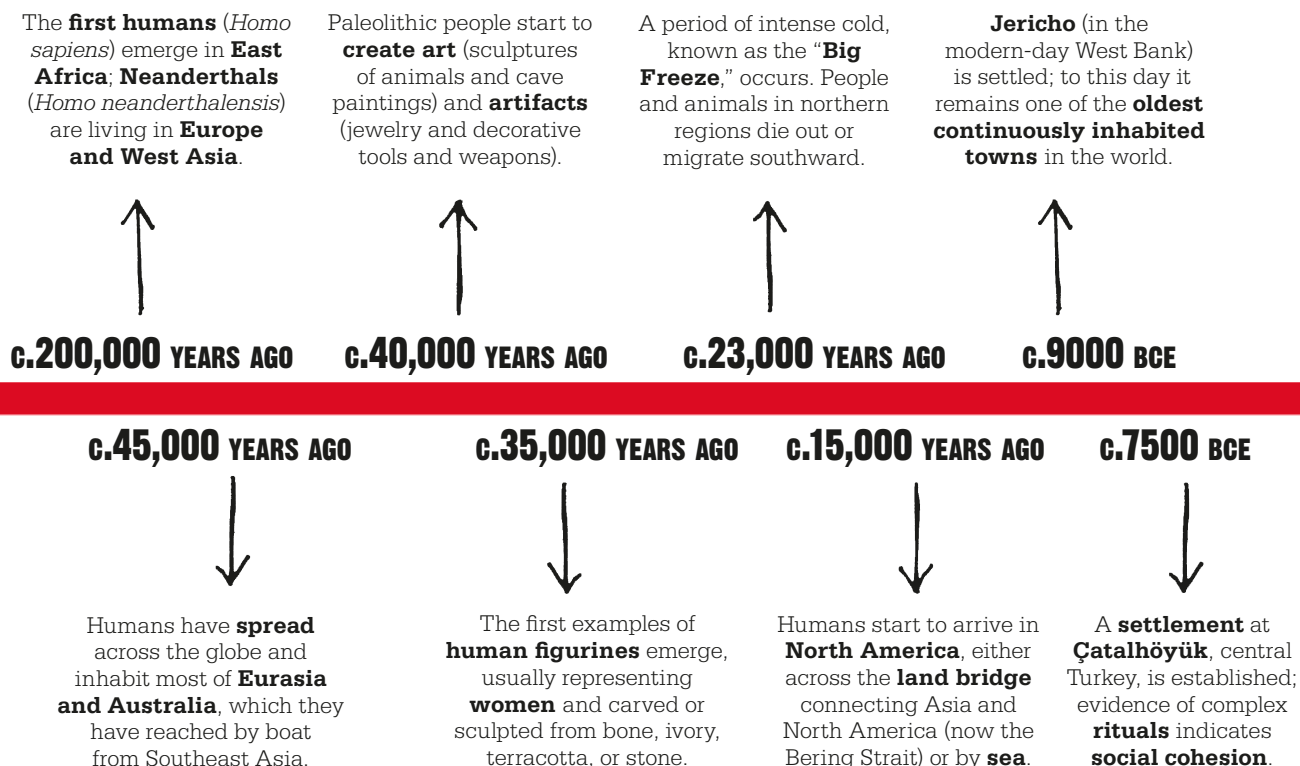 The first humans (Homo
sapiens) emerge in East
Africa; Neanderthals
(Homo neanderthalensis)
are living in Europe
and West Asia.
Paleolithic people start to
create art (sculptures
of animals and cave
paintings) and artifacts
(jewelry and decorative
tools and weapons).
A period of intense cold,
known as the “Big
Freeze,” occurs. People
and animals in northern
regions die out or
migrate southward.
Jericho (in the
modern-day West Bank)
is settled; to this day it
remains one of the oldest
continuously inhabited
towns in the world.
c.200,000 YEARS AGO
c.40,000 YEARS AGO
c.23,000 YEARS AGO
c.9000 BCE
c.45,000 YEARS AGO
c.35,000 YEARS AGO
c.15,000 YEARS AGO
c.7500 BCE
Humans have spread
across the globe and
inhabit most of Eurasia
and Australia, which they
have reached by boat
from Southeast Asia.
The first examples of
human figurines emerge,
usually representing
women and carved or
sculpted from bone, ivory,
terracotta, or stone.
Humans start to arrive in
North America, either
across the land bridge
connecting Asia and
North America (now the
Bering Strait) or by sea.
A settlement at
Çatalhöyük, central
Turkey, is established;
evidence of complex
rituals indicates
social cohesion.